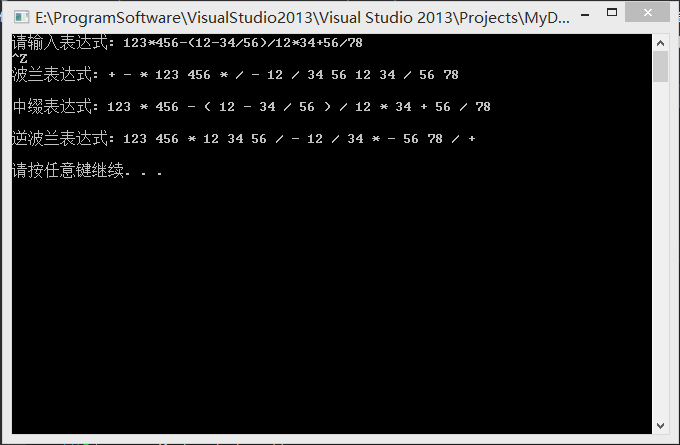 E:\ProgramSoftware\VisualStudio2013\Visual Studio 2013\Projects\MyD...
请输入表达式：123*456-(12-34/56)/12*34+56/78
^Z
波兰表达式：+ - * 123 456 * / - 12 / 34 56 12 34 / 56 78
中缀表达式：123 * 456 - ( 12 - 34 / 56 ) / 12 * 34 + 56 / 78
逆波兰表达式：123 456 * 12 34 56 / - 12 / 34 * - 56 78 / +
请按任意键继续. . .